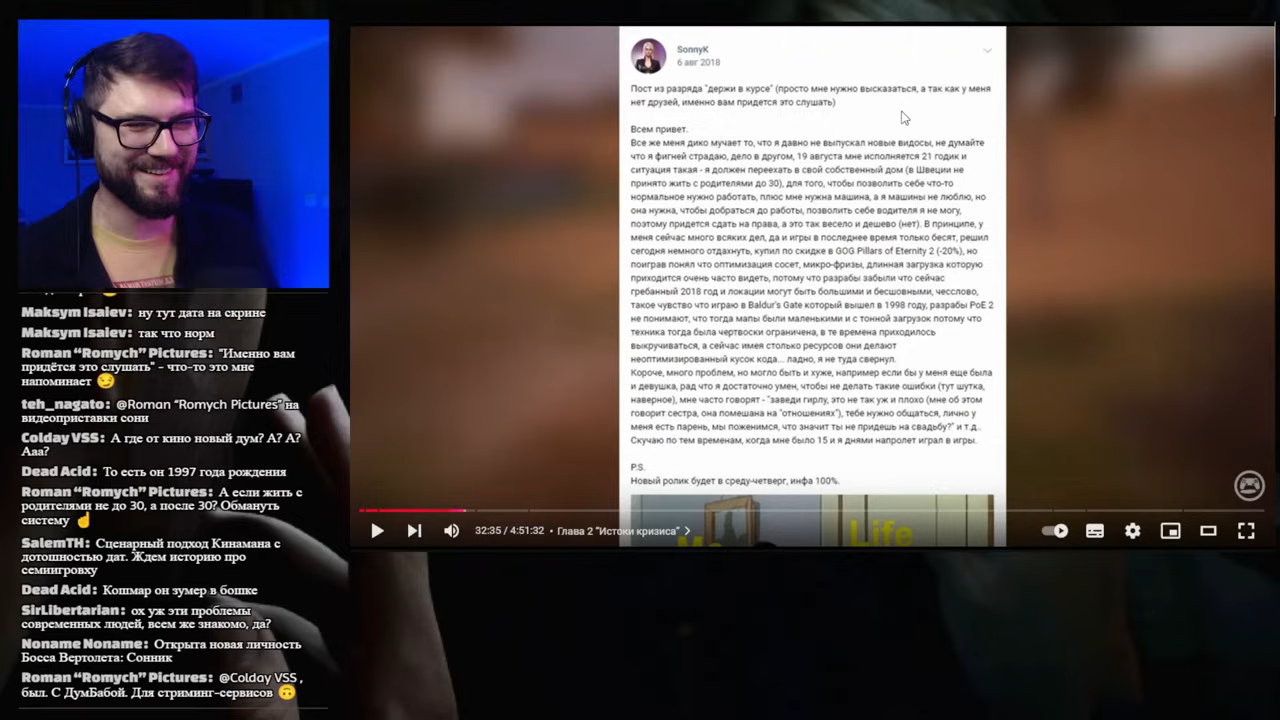 SonnyK
6 авг 2018
Пост из разряда "держи в курсе" (просто мне нужно высказаться, а так как у меня
нет друзей, именно вам придется это слушать)
Всем привет.
Все же меня дико мучает то, что я давно не выпускал новые видосы, не думайте
что я фигней страдаю, дело в другом, 19 августа мне исполняется 21 годик и
ситуация такая - я должен переехать в свой собственный дом (в Швеции не
принято жить с родителями до 30), для того, чтобы позволить себе что-то
нормальное нужно работать, плюс мне нужна машина, а я машины не люблю, но
она нужна, чтобы добраться до работы, позволить себе водителя я не могу,
поэтому придется сдать на права, а это так весело и дешево (нет). В принципе, у
меня сейчас много всяких дел, да и игры в последнее время только бесят, решил
сегодня немного отдахнуть, купил по скидке в GOG Pillars of Eternity 2 (-20%), но
поиграв понял что оптимизация сосет, микро-фризы, длинная загрузка которую
приходится очень часто видеть, потому что разрабы забыли что сейчас
гребанный 2018 год и локации могут быть большими и бесшовными, чесслово,
такое чувство что играю в Baldur's Gate который вышел в 1998 году, разрабы PoE 2
не понимают, что тогда мапы были маленькими и с тонной загрузок потому что
техника тогда была чертвоски ограничена, в те времена приходилось
выкручиваться, а сейчас имея столько ресурсов они делают
неоптимизированный кусок кода... ладно, я не туда свернул.
Короче, много проблем, но могло быть и хуже, например если бы у меня еще была
и девушка, рад что я достаточно умен, чтобы не делать такие ошибки (тут шутка,
наверное), мне часто говорят - "заведи гирлу, это не так уж и плохо (мне об этом
говорит сестра, она помешана на "отношениях"), тебе нужно общаться, лично у
меня есть парень, мы поженимся, что значит ты не придешь на свадьбу?" и т.д..
Скучаю по тем временам, когда мне было 15 и я днями напролет играл в игры.
P.S.
Новый ролик будет в среду-четверг, инфа 100%.
Me
Life
32:35 / 4:51:32 • Глава 2 "Истоки кризиса"
Maksym Isaiev: ну тут дата на скрине
Maksym Isaiev: так что норм
Roman "Romych" Pictures: "Именно вам
придётся это слушать" - что-то это мне
напоминает 😏
teh_nagato: @Roman "Romych Pictures" на
видеоприставки сони
Colday VSS: А где от кино новый дум? А? А?
Ааа?
Dead Acid: То есть он 1997 года рождения
Roman "Romych" Pictures: А если жить с
родителями не до 30, а после 30? Обмануть
систему ☝
SalemTH: Сценарный подход Кинамана с
дотошностью дат. Ждем историю про
семиигровху
Dead Acid: Кошмар он зумер в бошке
SirLibertarian: ох уж эти проблемы
современных людей, всем же знакомо, да?
Noname Noname: Открыта новая личность
Босса Вертолета: Сонник
Roman "Romych" Pictures: @Colday VSS ,
был. С ДумБабой. Для стриминг-сервисов 🙃